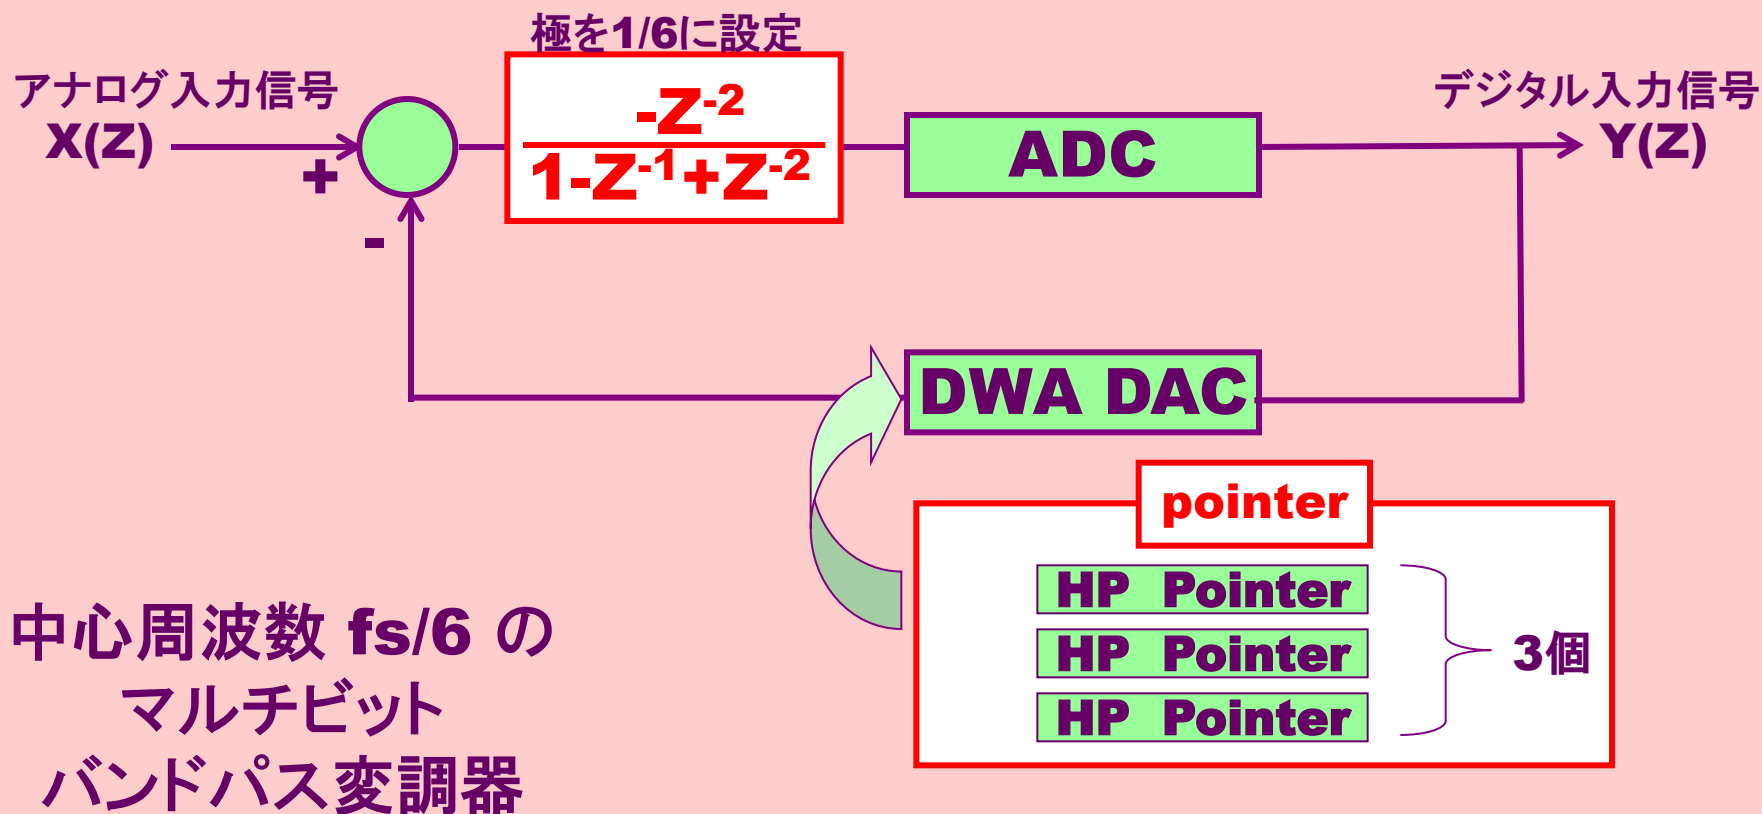 極を1/6に設定
アナログ入力信号
X(Z)
+
-
-Z-2
1-Z-1+Z-2
ADC
デジタル入力信号
Y(Z)
DWA DAC
pointer
HP Pointer
HP Pointer
HP Pointer
3個
中心周波数 fs/6 の
マルチビット
バンドパス変調器